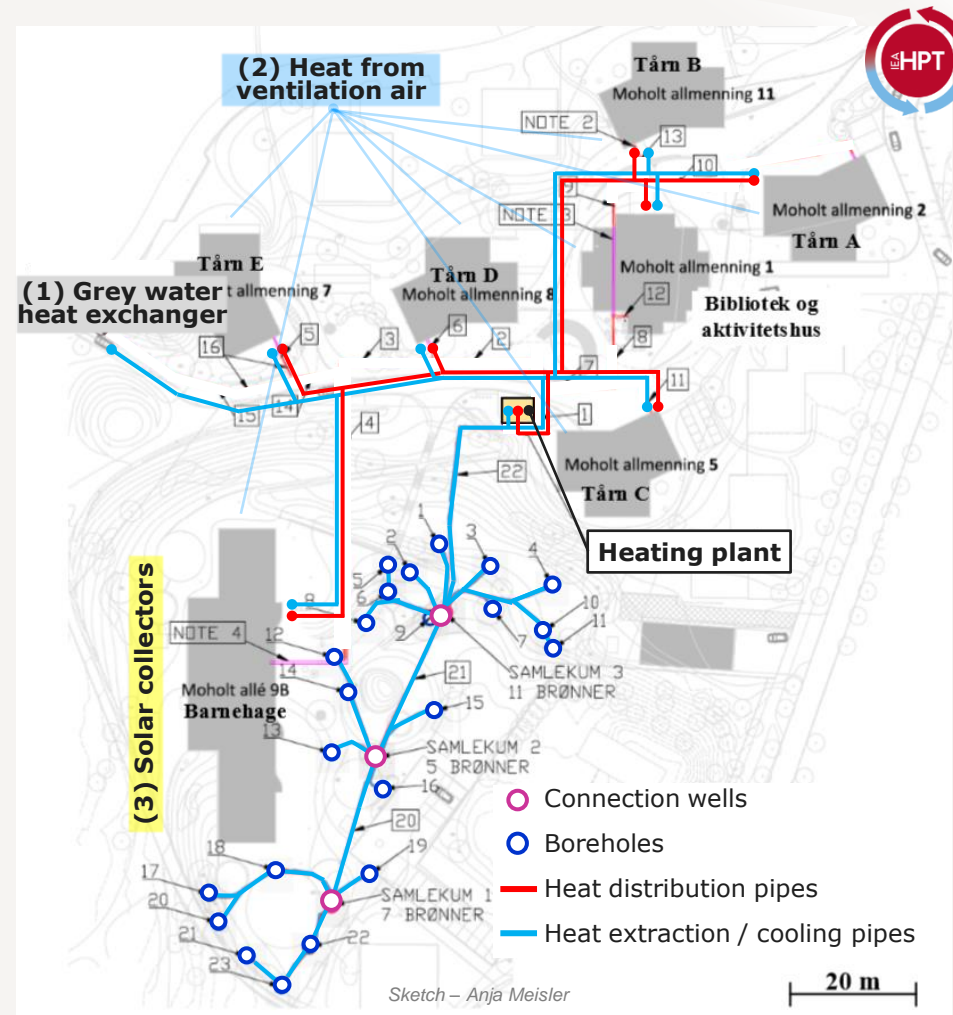 IEA HPT
(2) Heat from
ventilation air
Tårn B
Moholt allmenning 11
NOTE 2
13
10
9
NOTE 3
Moholt allmenning 2
Tårn A
Tårn E
Tårn D
Moholt allmenning 1
(1) Grey water
heat exchanger
t allmenning 7
Moholt allmenning 8
12
Bibliotek og
aktivitetshus
5
3
6
2
8
16
7
11
15
14
4
1
Moholt allmenning 5
Tårn C
22
Heating plant
1
2
3
4
5
6
8
9
7
10
11
SAMLEKUM 3
11 BRØNNER
NOTE 4
12
14
21
15
Moholt allé 9B
Barnehage
13
(3) Solar collectors
SAMLEKUM 2
5 BRØNNER
16
20
Connection wells
Boreholes
Heat distribution pipes
Heat extraction / cooling pipes
18
19
17
20
SAMLEKUM 1
7 BRØNNER
21
22
23
Sketch – Anja Meisler
20 m